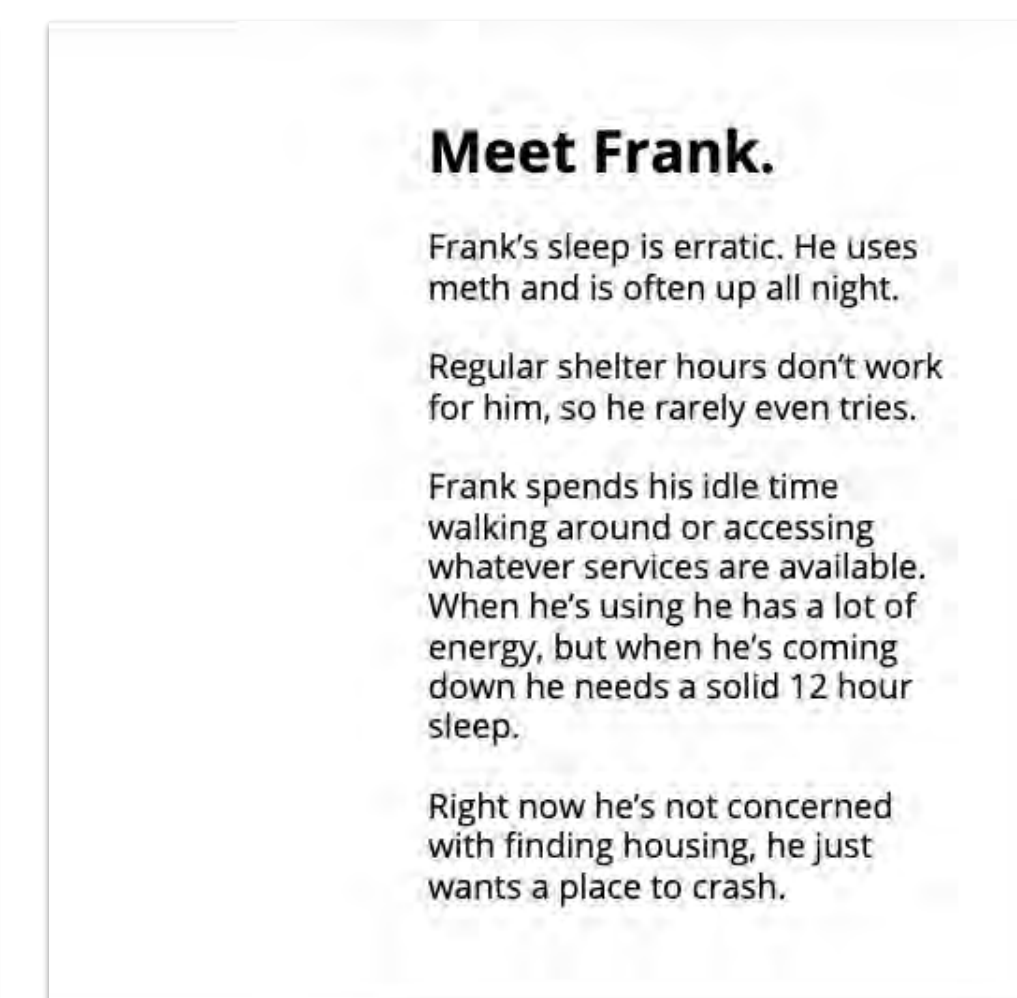 Meet Frank.
Frank’s sleep is erratic. He uses
meth and is often up all night.
Regular shelter hours don’t work
for him, so he rarely even tries.
Frank spends his idle time
walking around or accessing
whatever services are available.
When he’s using he has a lot of
energy, but when he’s coming
down he needs a solid 12 hour
sleep.
Right now he’s not concerned
with finding housing, he just
wants a place to crash.